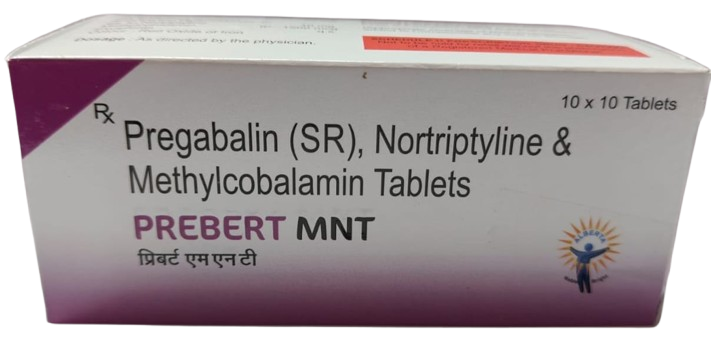 Dosage : As directed by the physician.
Rx
10 x 10 Tablets
Pregabalin (SR), Nortriptyline &
Methylcobalamin Tablets
PREBERT MNT
प्रिबर्ट एम एन टी
ALBERTA